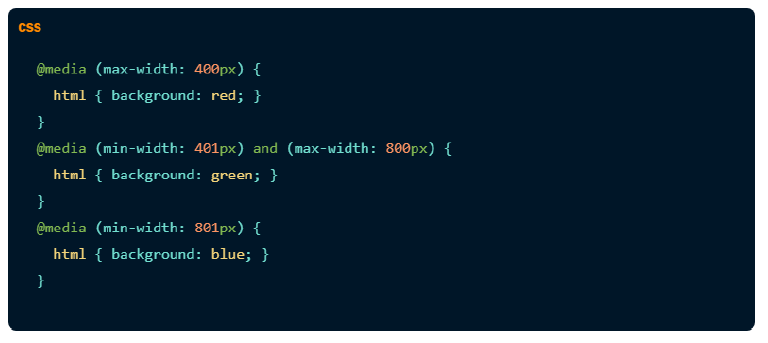 css
@media (max-width: 400px) {
html { background: red; }
}
@media (min-width: 401px) and (max-width: 800px) {
html { background: green; }
}
@media (min-width: 801px) {
html { background: blue; }
}